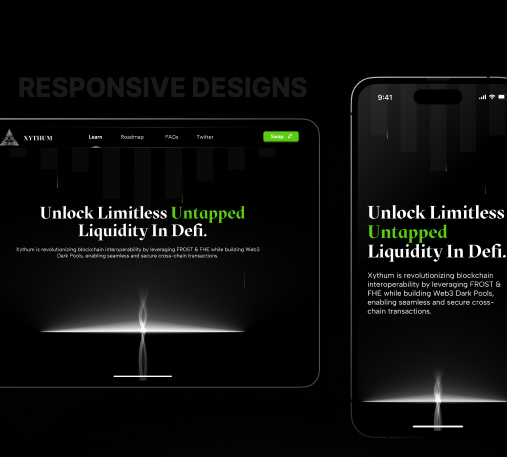 RESPONSIVE DESIGNS
XYTHUM
Learn
Roadmap
FAQs
Twitter
Swap
Unlock Limitless Untapped
Liquidity In Defi.
Xythum is revolutionizing blockchain interoperability by leveraging FROST & FHE while building Web3
Dark Pools, enabling seamless and secure cross-chain transactions.
9:41
Unlock Limitless
Untapped
Liquidity In Defi.
Xythum is revolutionizing blockchain
interoperability by leveraging FROST &
FHE while building Web3 Dark Pools,
enabling seamless and secure cross-
chain transactions.